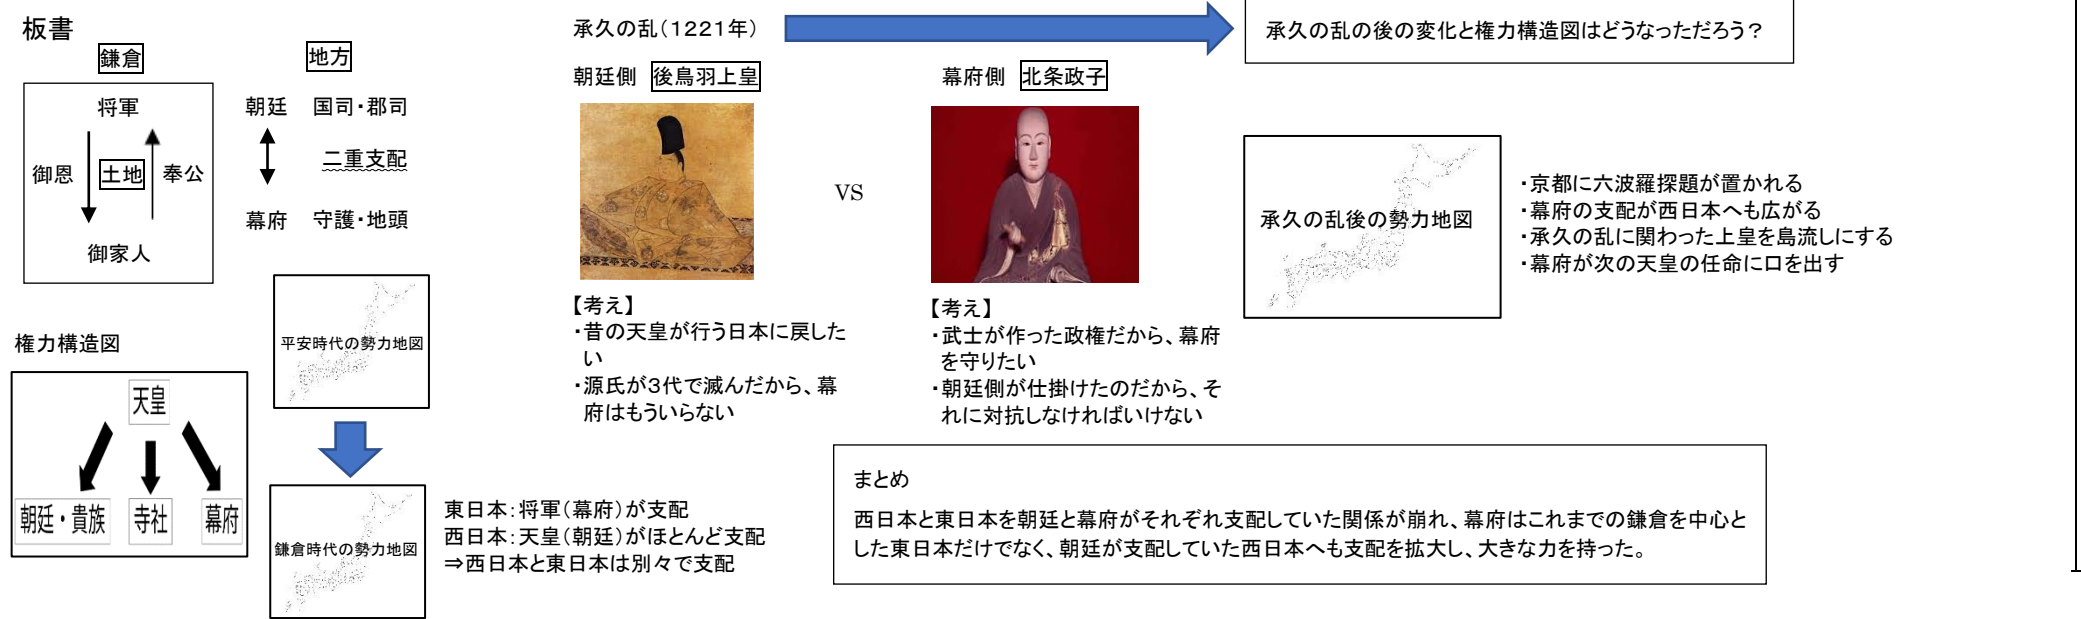 板書
鎌倉
将軍
御恩
土地
奉公
御家人
地方
朝廷 国司・郡司
二重支配
幕府 守護・地頭
権力構造図
天皇
朝廷・貴族
寺社
幕府
平安時代の勢力地図
鎌倉時代の勢力地図
東日本:将軍(幕府)が支配
西日本:天皇(朝廷)がほとんど支配
⇒西日本と東日本は別々で支配
承久の乱(1221年)
朝廷側 後鳥羽上皇
【考え】
・昔の天皇が行う日本に戻した
い
・源氏が3代で滅んだから、幕
府はもういらない
VS
幕府側 北条政子
【考え】
・武士が作った政権だから、幕府
を守りたい
・朝廷側が仕掛けたのだから、そ
れに対抗しなければいけない
承久の乱の後の変化と権力構造図はどうなっただろう?
承久の乱後の勢力地図
・京都に六波羅探題が置かれる
・幕府の支配が西日本へも広がる
・承久の乱に関わった上皇を島流しにする
・幕府が次の天皇の任命に口を出す
まとめ
西日本と東日本を朝廷と幕府がそれぞれ支配していた関係が崩れ、幕府はこれまでの鎌倉を中心と
した東日本だけでなく、朝廷が支配していた西日本へも支配を拡大し、大きな力を持った。